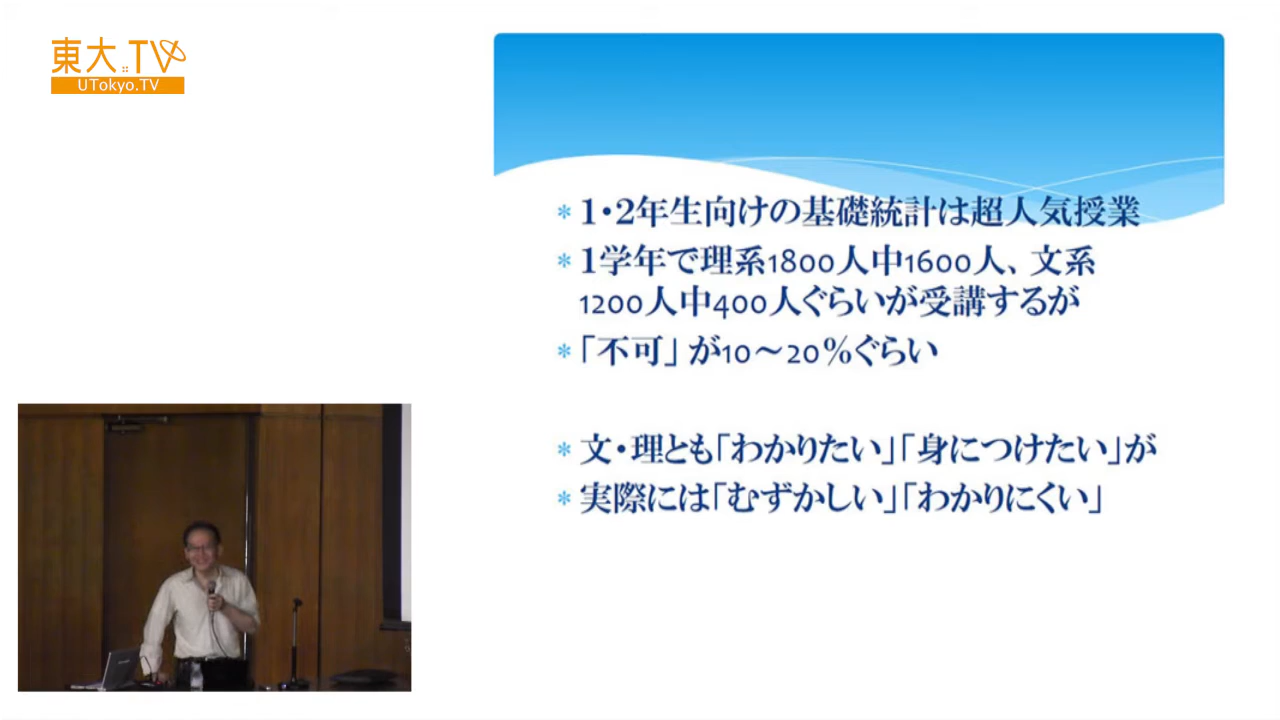 東大TV
UTokyo.TV
* 1・2年生向けの基礎統計は超人気授業
* 1学年で理系1800人中1600人、文系
1200人中400人ぐらいが受講するが
* 「不可」が10〜20%ぐらい
* 文・理とも「わかりたい」「身につけたい」が
* 実際には「むずかしい」「わかりにくい」